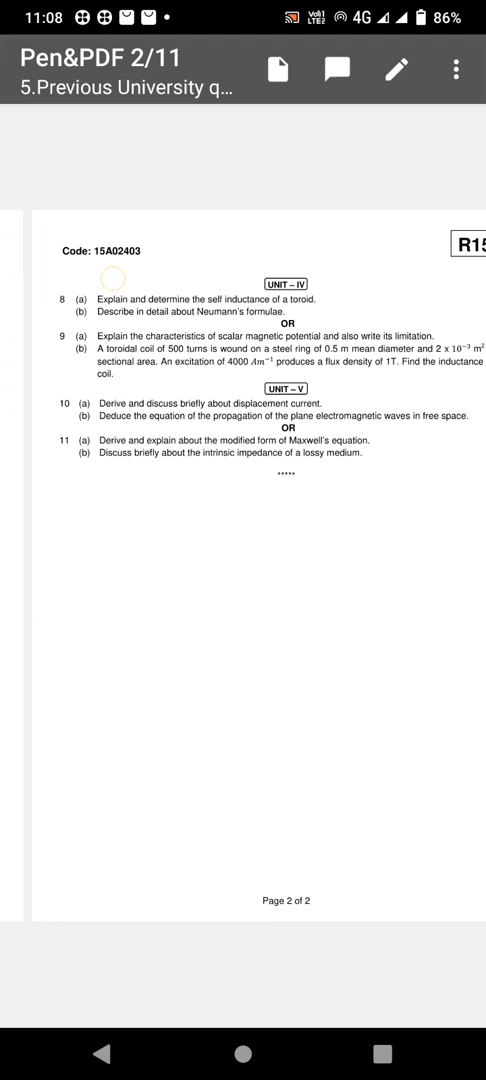 11:08
Vo)) 1
LTE2
4G
86%
Pen&PDF 2/11
5.Previous University q...
Code: 15A02403
UNIT – IV
8 (a) Explain and determine the self inductance of a toroid.
(b) Describe in detail about Neumann's formulae.
OR
9 (a) Explain the characteristics of scalar magnetic potential and also write its limitation.
(b) A toroidal coil of 500 turns is wound on a steel ring of 0.5 m mean diameter and 2 x 10⁻³ m²
sectional area. An excitation of 4000 Am⁻¹ produces a flux density of 1T. Find the inductance
coil.
UNIT – V
10 (a) Derive and discuss briefly about displacement current.
(b) Deduce the equation of the propagation of the plane electromagnetic waves in free space.
OR
11 (a) Derive and explain about the modified form of Maxwell's equation.
(b) Discuss briefly about the intrinsic impedance of a lossy medium.
*****
Page 2 of 2